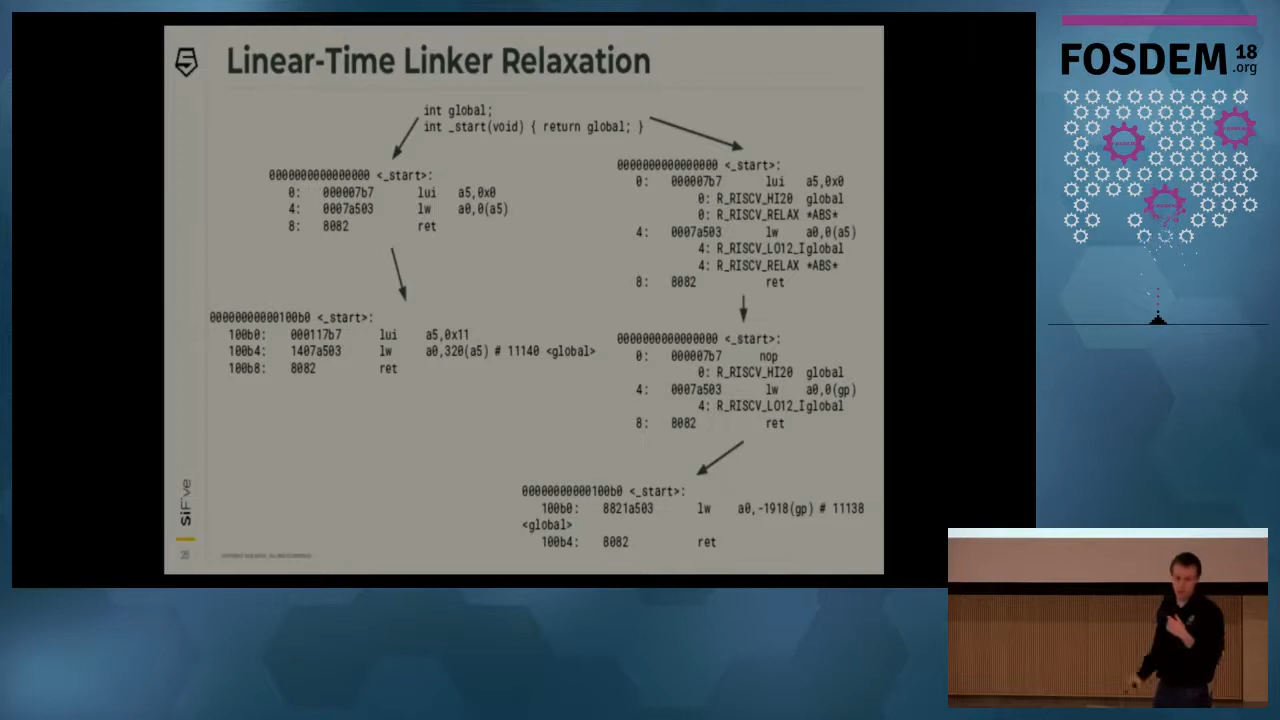 Linear-Time Linker Relaxation
int global;
int _start(void) { return global; }
0000000000000000 <_start>:
0: 000007b7 lui a5,0x0
4: 0007a503 lw a0,0(a5)
8: 8082 ret
00000000000100b0 <_start>:
100b0: 000117b7 lui a5,0x11
100b4: 1407a503 lw a0,320(a5) # 11140 <global>
100b8: 8082 ret
0000000000000000 <_start>:
0: 000007b7 lui a5,0x0
0: R_RISCV_HI20 global
0: R_RISCV_RELAX *ABS*
4: 0007a503 lw a0,0(a5)
4: R_RISCV_LO12_I global
4: R_RISCV_RELAX *ABS*
8: 8082 ret
0000000000000000 <_start>:
0: 000007b7 nop
0: R_RISCV_HI20 global
4: 0007a503 lw a0,0(gp)
4: R_RISCV_LO12_I global
8: 8082 ret
00000000000100b0 <_start>:
100b0: 8821a503 lw a0,-1918(gp) # 11138
<global>
100b4: 8082 ret
SiFive
FOSDEM 18
.org